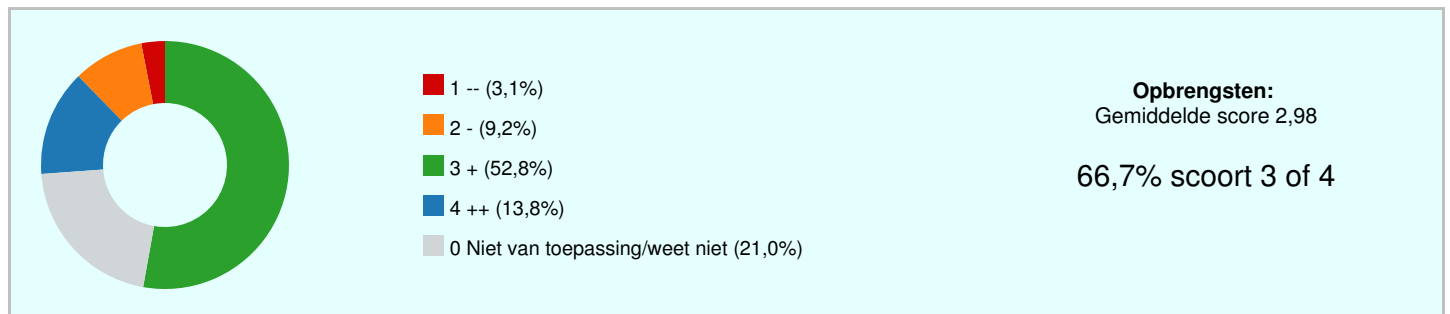 1 -- (3,1%)
2 - (9,2%)
3 + (52,8%)
4 ++ (13,8%)
0 Niet van toepassing/weet niet (21,0%)
Opbrengsten:
Gemiddelde score 2,98
66,7% scoort 3 of 4